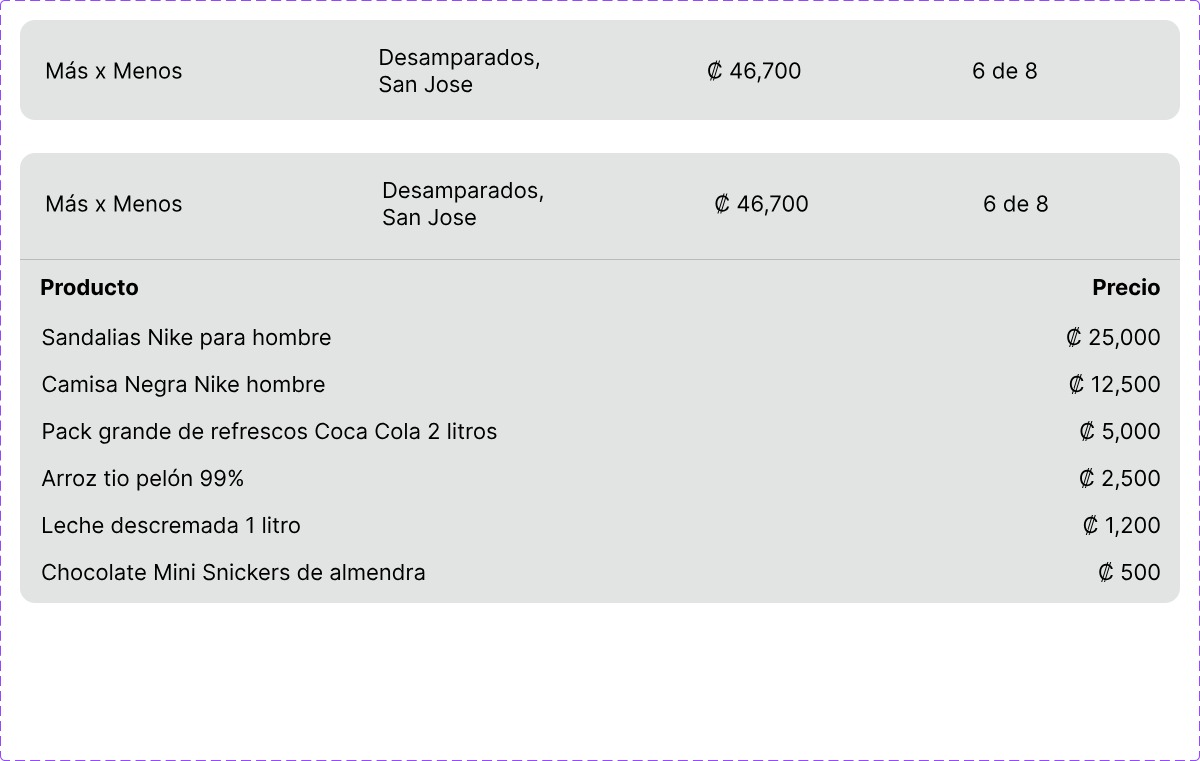 Más x Menos
Desamparados,
San Jose
₡ 46,700
6 de 8
Más x Menos
Desamparados,
San Jose
₡ 46,700
6 de 8
Producto
Precio
Sandalias Nike para hombre
₡ 25,000
Camisa Negra Nike hombre
₡ 12,500
Pack grande de refrescos Coca Cola 2 litros
₡ 5,000
Arroz tio pelón 99%
₡ 2,500
Leche descremada 1 litro
₡ 1,200
Chocolate Mini Snickers de almendra
₡ 500